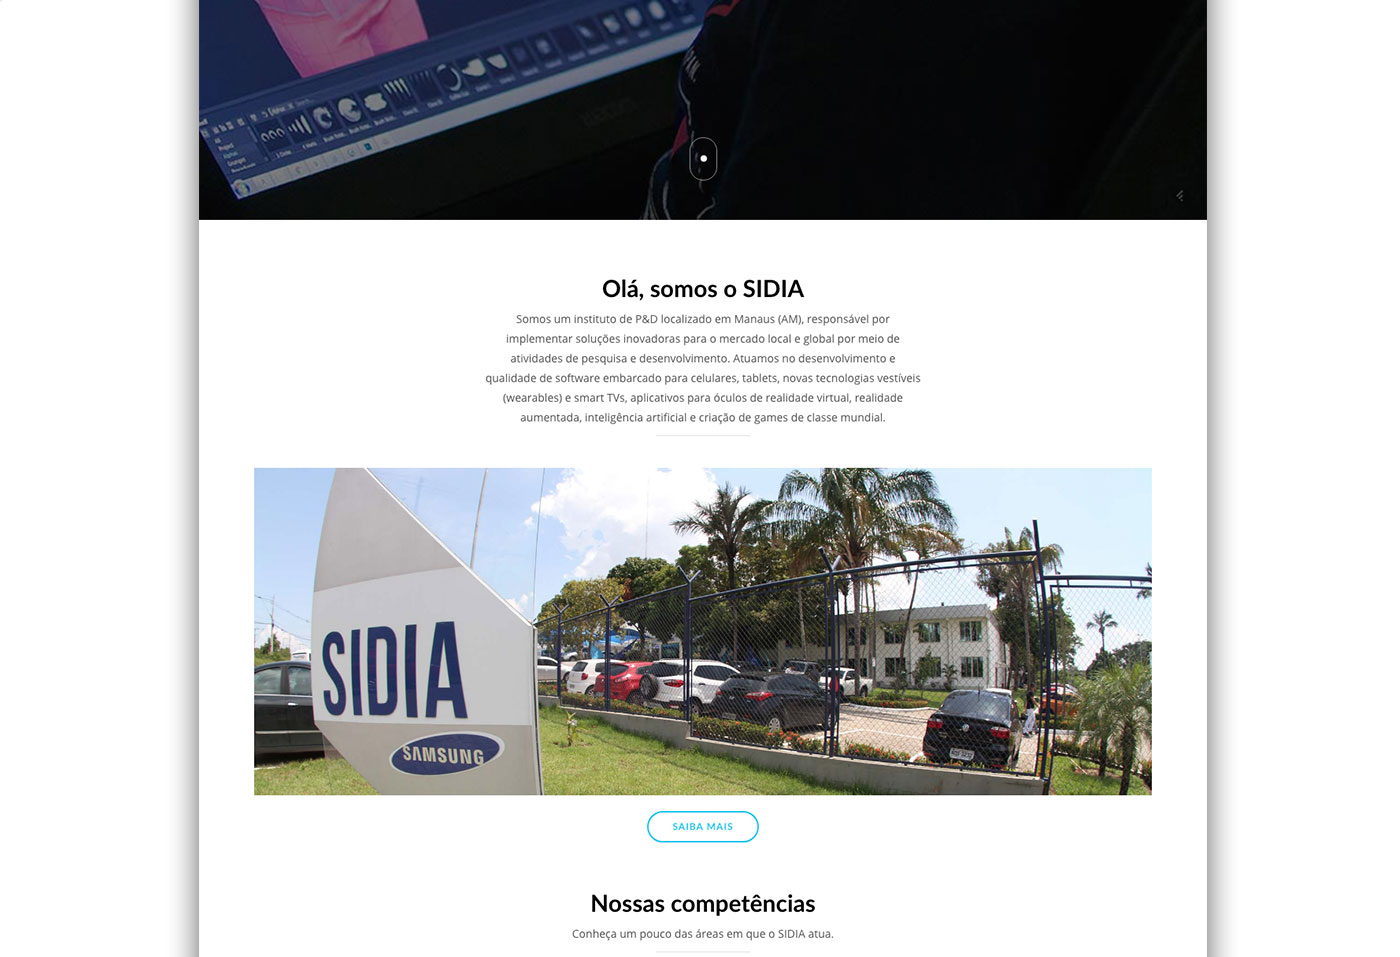 Olá, somos o SIDIA
Somos um instituto de P&D localizado em Manaus (AM), responsável por
implementar soluções inovadoras para o mercado local e global por meio de
atividades de pesquisa e desenvolvimento. Atuamos no desenvolvimento e
qualidade de software embarcado para celulares, tablets, novas tecnologias vestíveis
(wearables) e smart TVs, aplicativos para óculos de realidade virtual, realidade
aumentada, inteligência artificial e criação de games de classe mundial.
SIDIA
SAMSUNG
SAIBA MAIS
Nossas competências
Conheça um pouco das áreas em que o SIDIA atua.